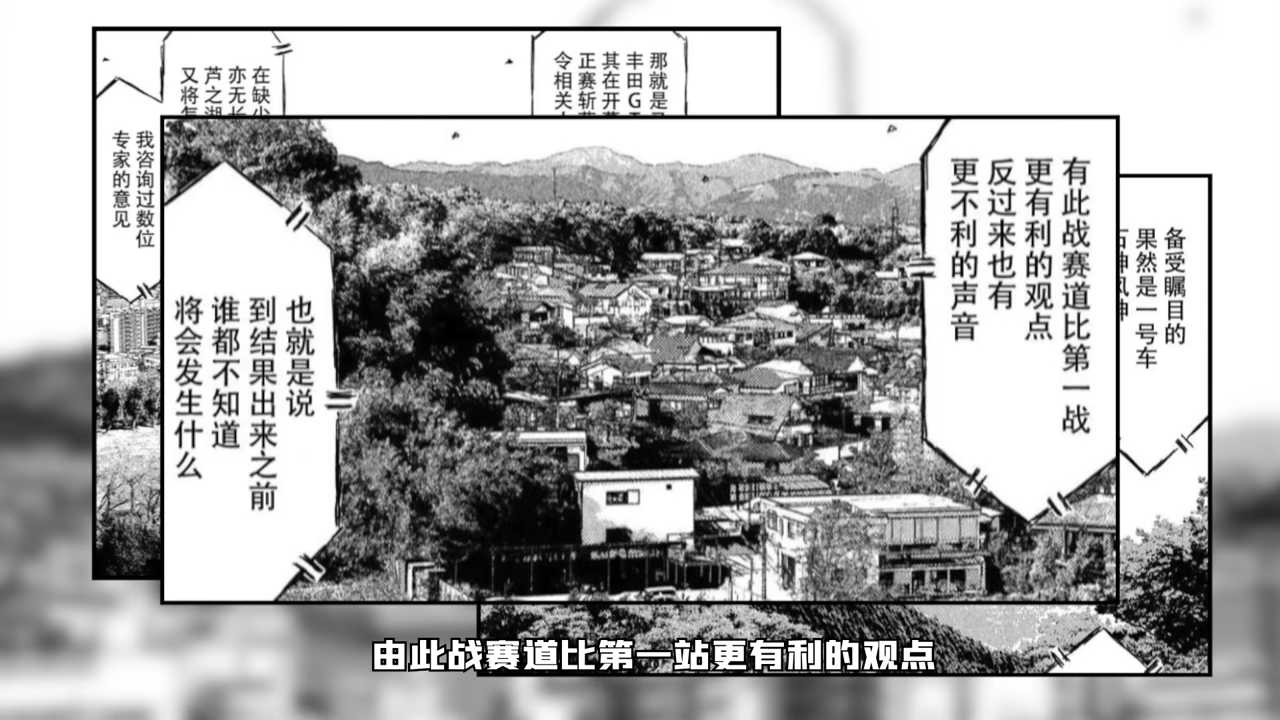 有此战赛道比第一战
更有利的观点
反过来也有
更不利的声音
也就是说
到结果出来之前
谁都不知道
将会发生什么
那就是
丰田G
其在开
正赛斩
令相关
在缺少
亦无长
芦之湖
又将怎
我咨询过数位
专家的意见
备受瞩目的
果然是一号车
由此战赛道比第一站更有利的观点